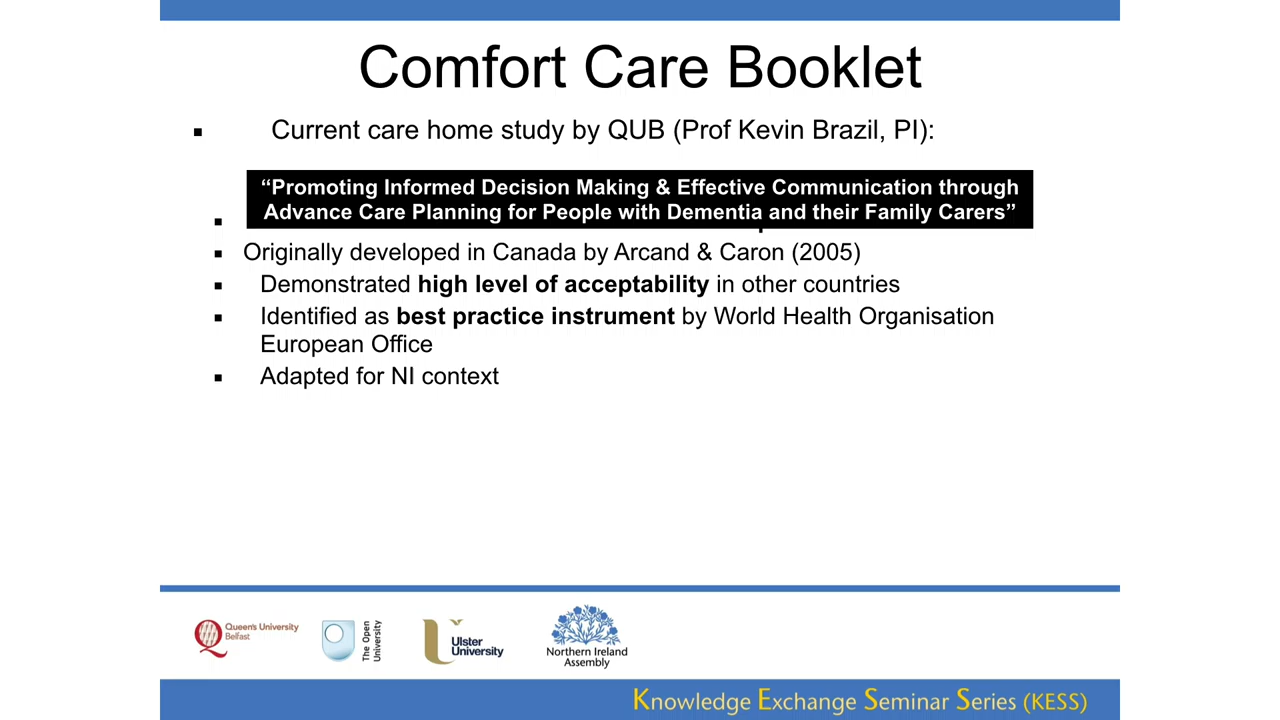 Comfort Care Booklet
▪ Current care home study by QUB (Prof Kevin Brazil, PI):
“Promoting Informed Decision Making & Effective Communication through
Advance Care Planning for People with Dementia and their Family Carers”
▪ Originally developed in Canada by Arcand & Caron (2005)
▪ Demonstrated high level of acceptability in other countries
▪ Identified as best practice instrument by World Health Organisation
European Office
▪ Adapted for NI context
Queen's University
Belfast
The Open
University
Ulster
University
Northern Ireland
Assembly
Knowledge Exchange Seminar Series (KESS)